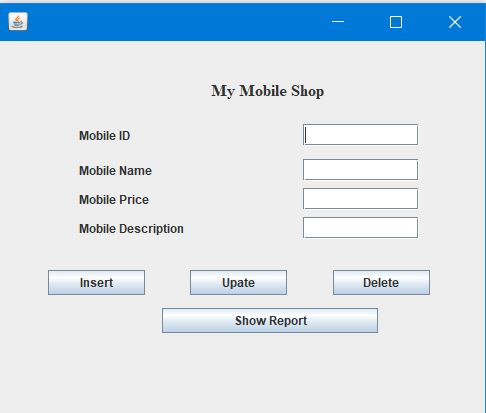 My Mobile Shop
Mobile ID
Mobile Name
Mobile Price
Mobile Description
Insert Upate Delete
Show Report